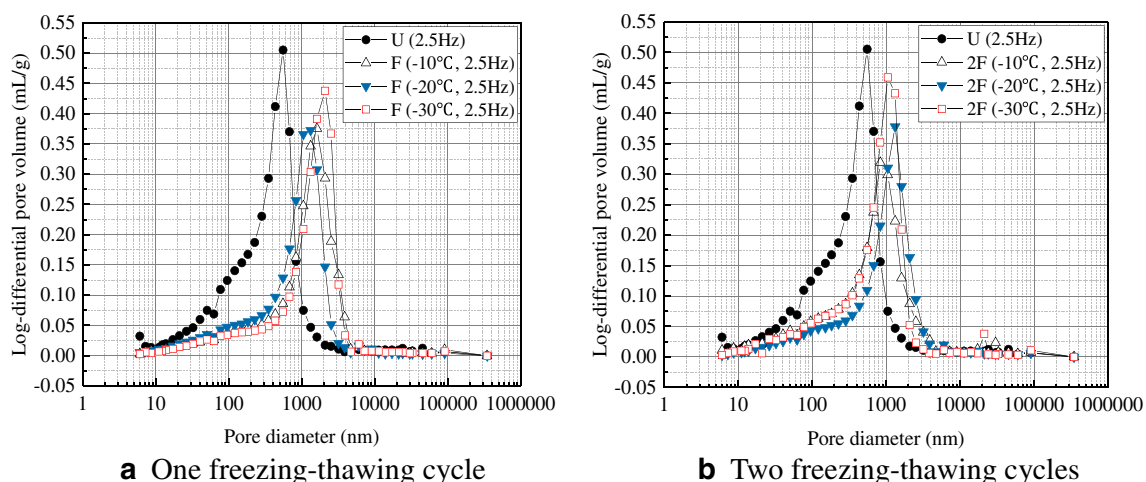 Log-differential pore volume (mL/g)
0.55
0.50
0.45
0.40
0.35
0.30
0.25
0.20
0.15
0.10
0.05
0.00
-0.05
U (2.5Hz)
F (-10℃, 2.5Hz)
F (-20℃, 2.5Hz)
F (-30℃, 2.5Hz)
1 10 100 1000 10000 100000 1000000
Pore diameter (nm)
a One freezing-thawing cycle
Log-differential pore volume (mL/g)
0.55
0.50
0.45
0.40
0.35
0.30
0.25
0.20
0.15
0.10
0.05
0.00
-0.05
U (2.5Hz)
2F (-10℃, 2.5Hz)
2F (-20℃, 2.5Hz)
2F (-30℃, 2.5Hz)
1 10 100 1000 10000 100000 1000000
Pore diameter (nm)
b Two freezing-thawing cycles